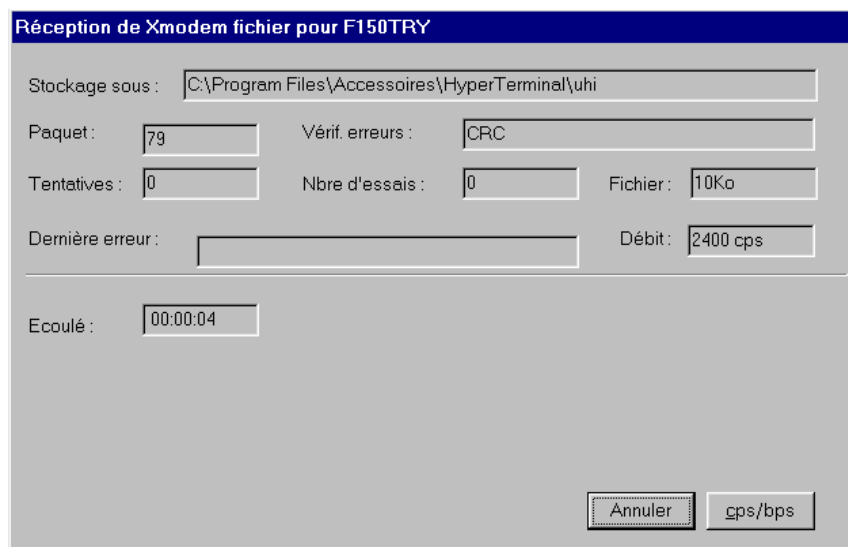 Réception de Xmodem fichier pour F150TRY
Stockage sous : C:\Program Files\Accessoires\HyperTerminal\uhi
Paquet : 79 Vérif. erreurs : CRC
Tentatives : 0 Nbre d'essais : 0 Fichier : 10Ko
Dernière erreur : Débit : 2400 cps
Ecoulé : 00:00:04
Annuler cps/bps